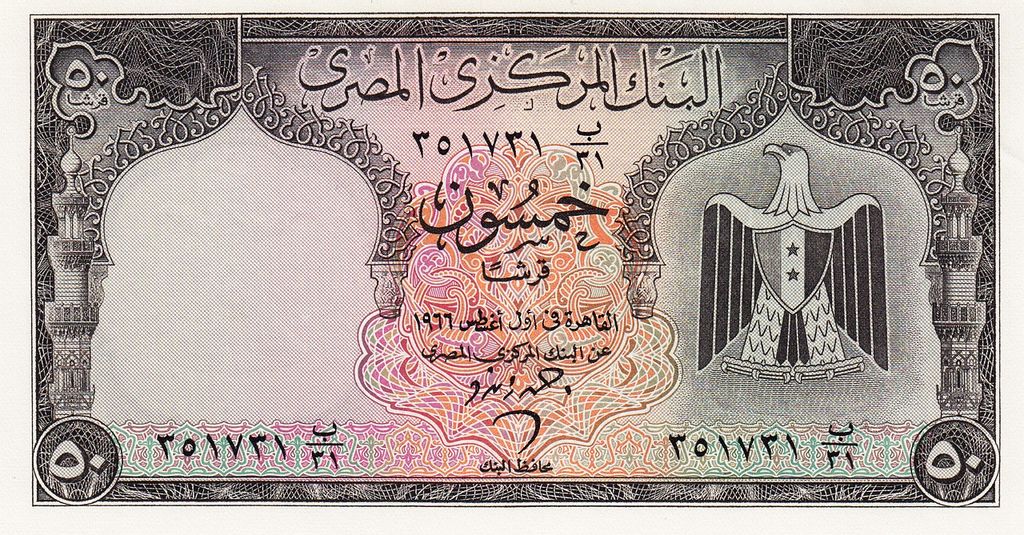 ٥٠
قرشا
البنك المركزى المصرى
٥٠
قرشا
ب
٣١
٣٥١٧٣١
خمسون
قرشًا
القاهرة فى أول أغسطس ١٩٦٦
عن البنك المركزى المصرى
محافظ البنك
ب
٣١
٣٥١٧٣١
ب
٣١
٣٥١٧٣١
٥٠
٥٠